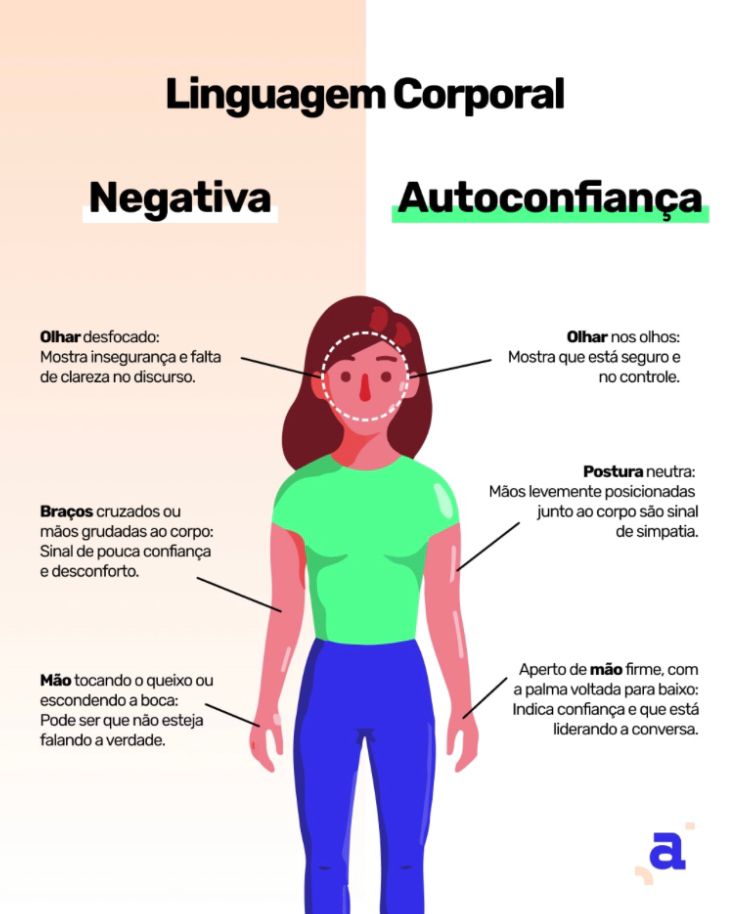 Linguagem Corporal
Negativa
Autoconfiança
Olhar desfocado:
Mostra insegurança e falta
de clareza no discurso.
Olhar nos olhos:
Mostra que está seguro e
no controle.
Braços cruzados ou
mãos grudadas ao corpo:
Sinal de pouca confiança
e desconforto.
Postura neutra:
Mãos levemente posicionadas
junto ao corpo são sinal
de simpatia.
Mão tocando o queixo ou
escondendo a boca:
Pode ser que não esteja
falando a verdade.
Aperto de mão firme, com
a palma voltada para baixo:
Indica confiança e que está
liderando a conversa.
a